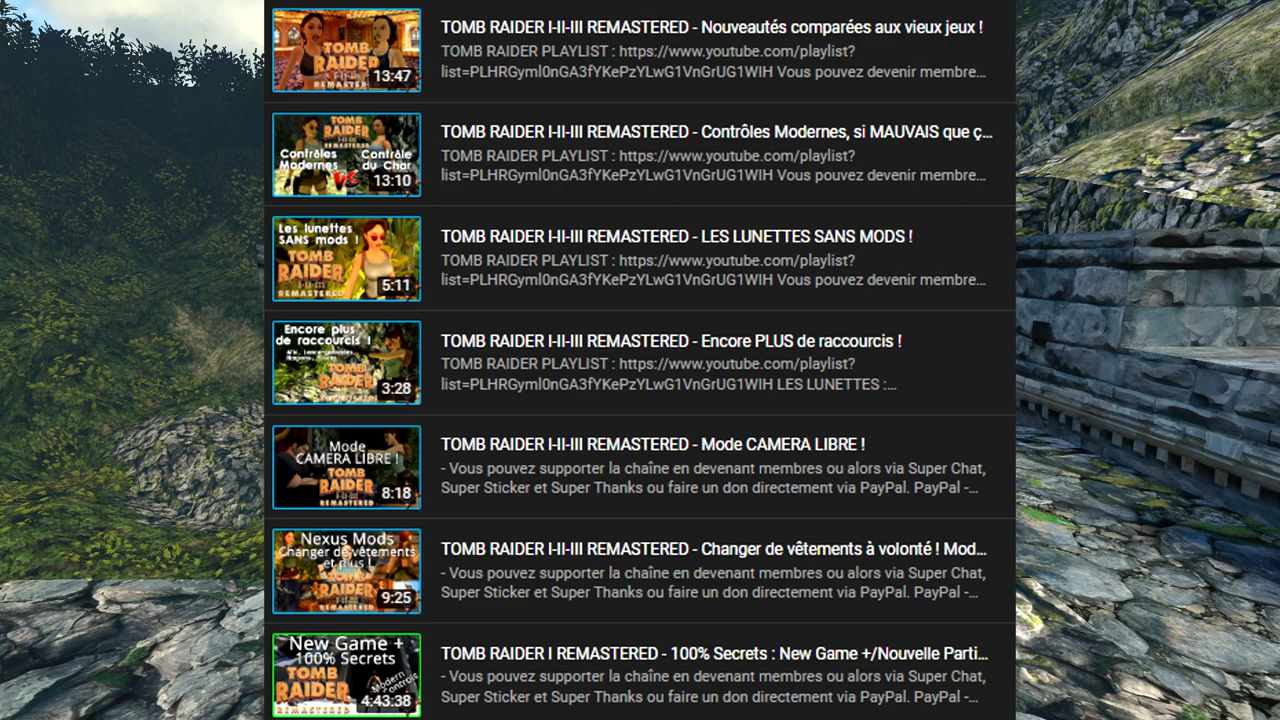 TOMB RAIDER I-II-III REMASTERED - Nouveautés comparées aux vieux jeux !
TOMB RAIDER PLAYLIST : https://www.youtube.com/playlist?
list=PLHRGyml0nGA3fYKePzYLwG1VnGrUG1WIH Vous pouvez devenir membre...
TOMB
RAIDER
REMASTERED
13:47
TOMB RAIDER I-II-III REMASTERED - Contrôles Modernes, si MAUVAIS que ç...
TOMB RAIDER PLAYLIST : https://www.youtube.com/playlist?
list=PLHRGyml0nGA3fYKePzYLwG1VnGrUG1WIH Vous pouvez devenir membre...
TOMB
RAIDER
Contrôles Contrôle
Modernes du Char
VS
13:10
TOMB RAIDER I-II-III REMASTERED - LES LUNETTES SANS MODS !
TOMB RAIDER PLAYLIST : https://www.youtube.com/playlist?
list=PLHRGyml0nGA3fYKePzYLwG1VnGrUG1WIH Vous pouvez devenir membre...
Les lunettes
SANS mods !
TOMB
RAIDER
I-II-III
REMASTERED
5:11
TOMB RAIDER I-II-III REMASTERED - Encore PLUS de raccourcis !
TOMB RAIDER PLAYLIST : https://www.youtube.com/playlist?
list=PLHRGyml0nGA3fYKePzYLwG1VnGrUG1WIH LES LUNETTES :...
Encore plus
de raccourcis !
TOMB
RAIDER
3:28
TOMB RAIDER I-II-III REMASTERED - Mode CAMERA LIBRE !
- Vous pouvez supporter la chaîne en devenant membres ou alors via Super Chat,
Super Sticker et Super Thanks ou faire un don directement via PayPal. PayPal -...
Mode
CAMERA LIBRE !
TOMB
RAIDER
I-II-III
REMASTERED
8:18
TOMB RAIDER I-II-III REMASTERED - Changer de vêtements à volonté ! Mod...
- Vous pouvez supporter la chaîne en devenant membres ou alors via Super Chat,
Super Sticker et Super Thanks ou faire un don directement via PayPal. PayPal -...
Nexus Mods
Changer de vêtements
et plus !
TOMB
RAIDER
REMASTERED
9:25
TOMB RAIDER I REMASTERED - 100% Secrets : New Game +/Nouvelle Parti...
- Vous pouvez supporter la chaîne en devenant membres ou alors via Super Chat,
Super Sticker et Super Thanks ou faire un don directement via PayPal. PayPal -...
New Game +
100% Secrets
TOMB
RAIDER
REMASTERED
Modern
Controls
4:43:38